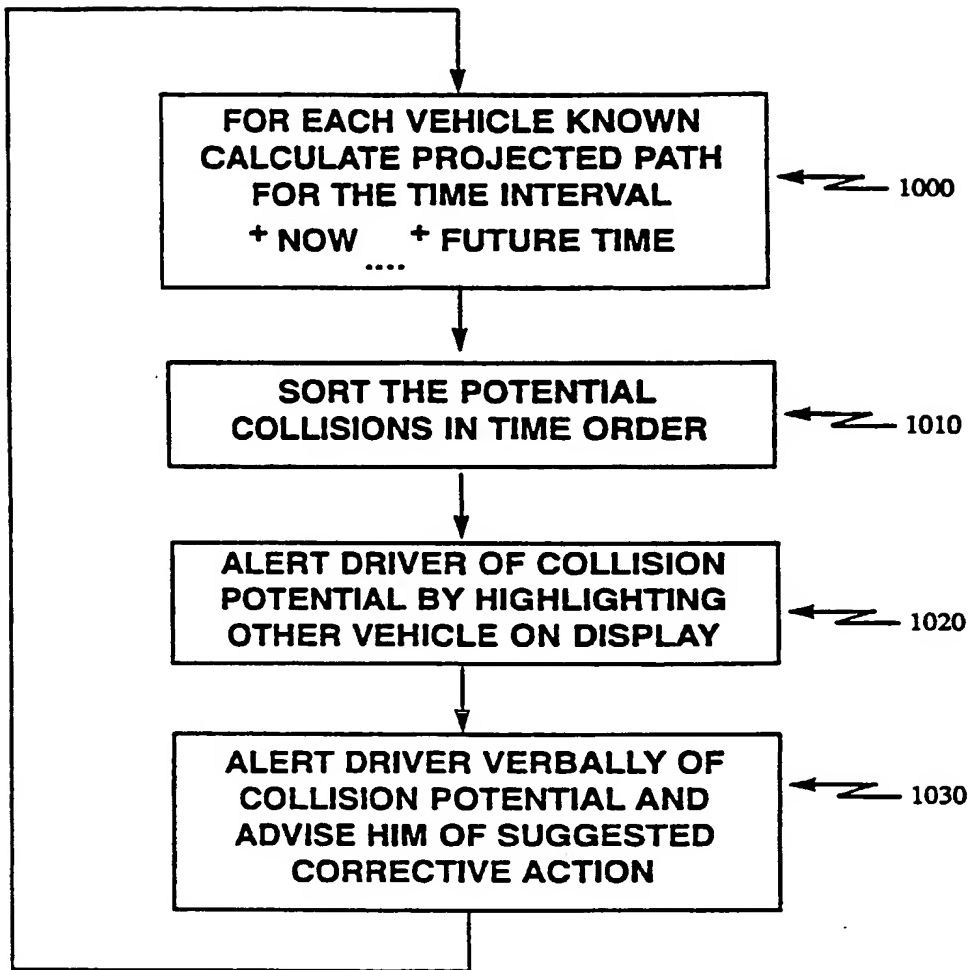 FOR EACH VEHICLE KNOWN
CALCULATE PROJECTED PATH
FOR THE TIME INTERVAL
+ NOW .... + FUTURE TIME
1000
SORT THE POTENTIAL
COLLISIONS IN TIME ORDER
1010
ALERT DRIVER OF COLLISION
POTENTIAL BY HIGHLIGHTING
OTHER VEHICLE ON DISPLAY
1020
ALERT DRIVER VERBALLY OF
COLLISION POTENTIAL AND
ADVISE HIM OF SUGGESTED
CORRECTIVE ACTION
1030